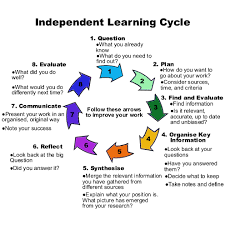 Independent Learning Cycle
1. Question
•What you already
know
•What do you need to
find out?
2. Plan
•How do you want to
go about your work?
•Consider sources,
time, and criteria
3. Find and Evaluate
•Find information
•Is it relevant,
accurate, up to date
and unbiased?
4. Organise Key
Information
•Look back at your
questions
•Have you answered
them?
•Decide what to keep
•Take notes and define
5. Synthesise
•Merge the relevant information
you have gathered from
different sources
•Explain what your position is.
What picture has emerged
from your research?
6. Reflect
•Look back at the big
Question
•Did you answer it?
7. Communicate
•Present your work in an
organised, original way
•Note your success
8. Evaluate
•What did you do
well?
•What would you do
differently next time?
Follow these arrows
to improve your work